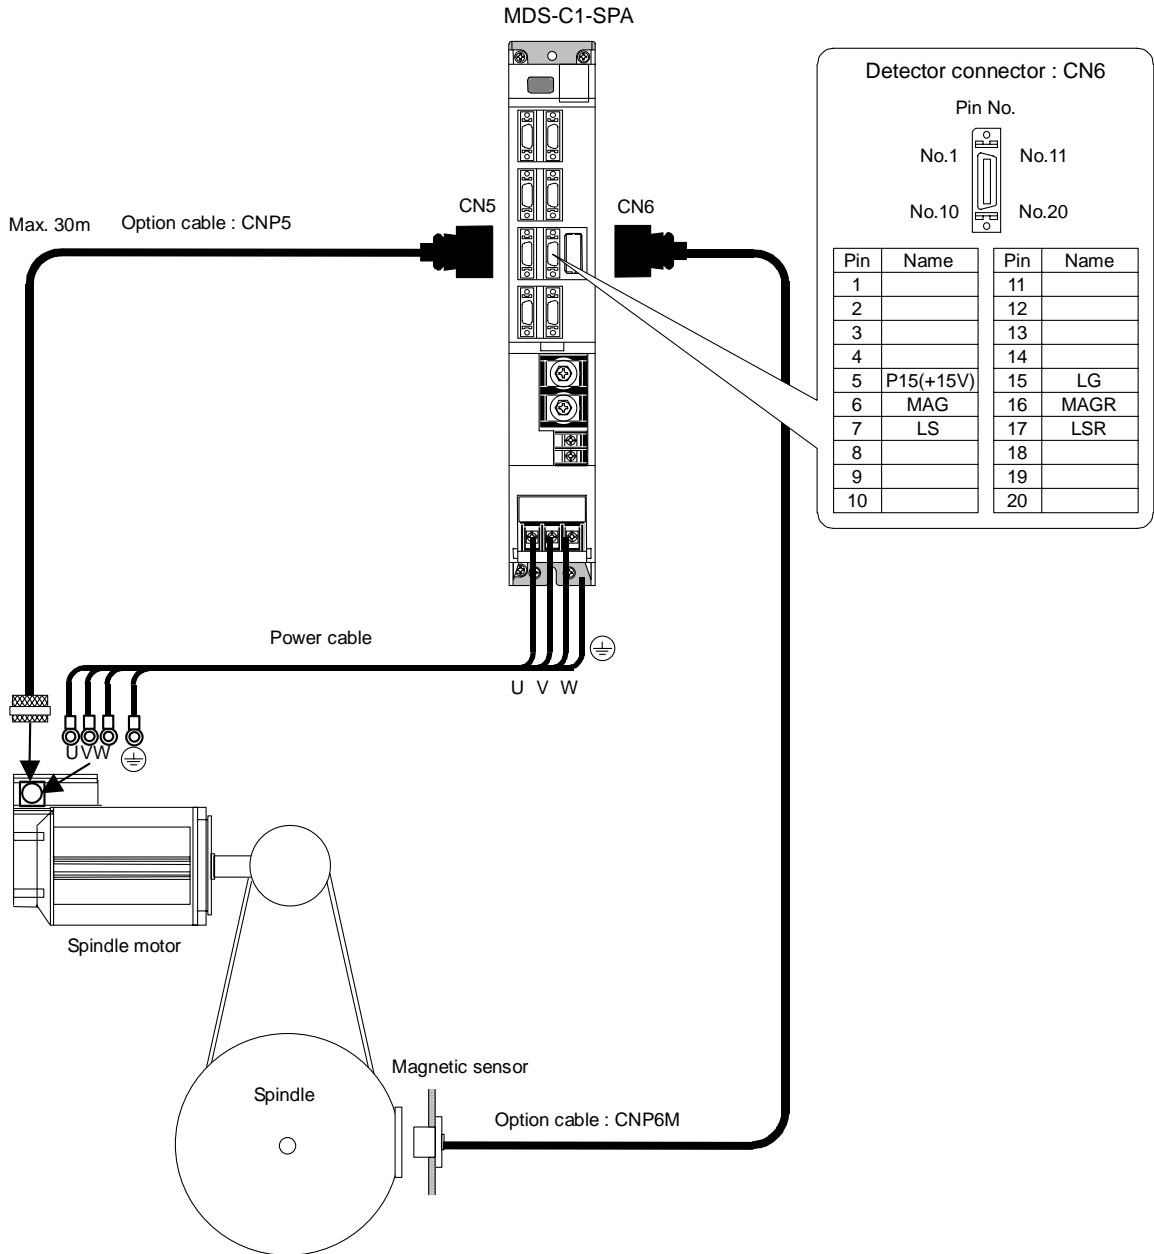 MDS-C1-SPA
Detector connector : CN6
Pin No.
No.1 No.11
No.10 No.20
CN5
CN6
Max. 30m
Option cable : CNP5
Pin Name Pin Name
1 11
2 12
3 13
4 14
5 P15(+15V) 15 LG
6 MAG 16 MAGR
7 LS 17 LSR
8 18
9 19
10 20
Power cable
U V W
U V W
Spindle motor
Magnetic sensor
Spindle
Option cable : CNP6M